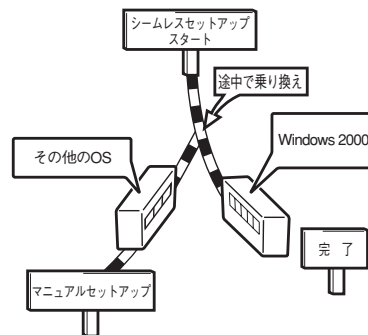 シームレスセットアップ
スタート
途中で乗り換え
その他のOS
Windows 2000
完 了
マニュアルセットアップ